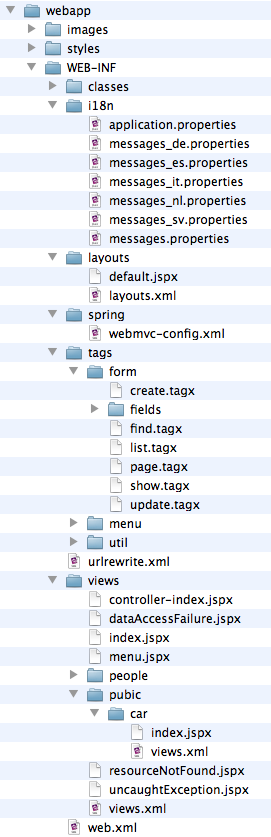 webapp
images
styles
WEB-INF
classes
i18n
application.properties
messages_de.properties
messages_es.properties
messages_it.properties
messages_nl.properties
messages_sv.properties
messages.properties
layouts
default.jspx
layouts.xml
spring
webmvc-config.xml
tags
form
create.tagx
fields
find.tagx
list.tagx
page.tagx
show.tagx
update.tagx
menu
util
urlrewrite.xml
views
controller-index.jspx
dataAccessFailure.jspx
index.jspx
menu.jspx
people
pubic
car
index.jspx
views.xml
resourceNotFound.jspx
uncaughtException.jspx
views.xml
web.xml